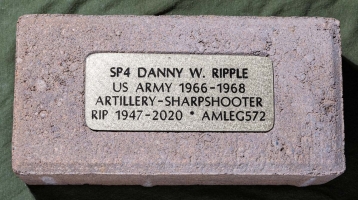 SP4 DANNY W. RIPPLE
US ARMY 1966-1968
ARTILLERY-SHARPSHOOTER
RIP 1947-2020 * AMLEG572